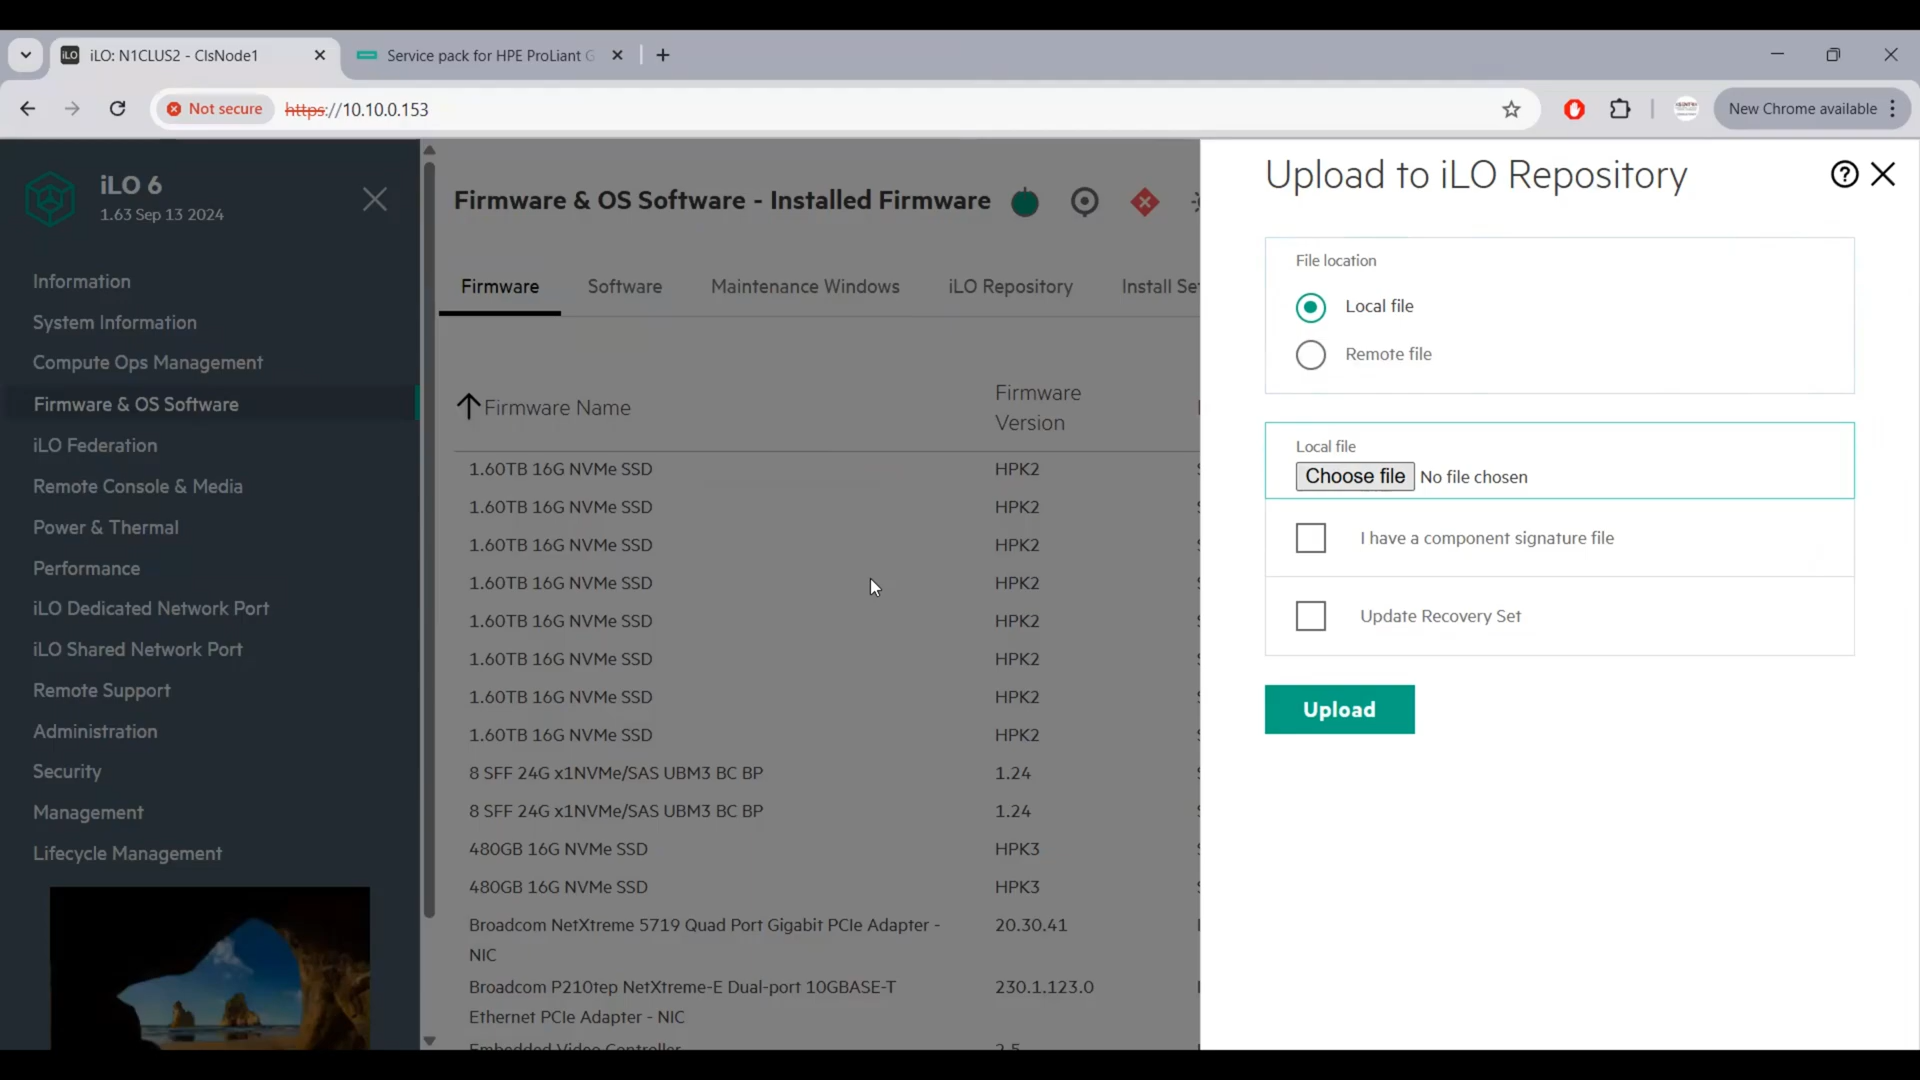 iLO: N1CLUS2 - ClsNode1
Service pack for HPE ProLiant G
Not secure
https://10.10.0.153
New Chrome available
iLO 6
1.63 Sep 13 2024
Information
System Information
Compute Ops Management
Firmware & OS Software
iLO Federation
Remote Console & Media
Power & Thermal
Performance
iLO Dedicated Network Port
iLO Shared Network Port
Remote Support
Administration
Security
Management
Lifecycle Management
Firmware & OS Software - Installed Firmware
Firmware
Software
Maintenance Windows
iLO Repository
Install Se
Firmware Name
Firmware
Version
1.60TB 16G NVMe SSD HPK2
1.60TB 16G NVMe SSD HPK2
1.60TB 16G NVMe SSD HPK2
1.60TB 16G NVMe SSD HPK2
1.60TB 16G NVMe SSD HPK2
1.60TB 16G NVMe SSD HPK2
1.60TB 16G NVMe SSD HPK2
1.60TB 16G NVMe SSD HPK2
8 SFF 24G x1NVMe/SAS UBM3 BC BP 1.24
8 SFF 24G x1NVMe/SAS UBM3 BC BP 1.24
480GB 16G NVMe SSD HPK3
480GB 16G NVMe SSD HPK3
Broadcom NetXtreme 5719 Quad Port Gigabit PCIe Adapter - 20.30.41
NIC
Broadcom P210tep NetXtreme-E Dual-port 10GBASE-T 230.1.123.0
Ethernet PCIe Adapter - NIC
Embedded Video Controller 2.5
Upload to iLO Repository
File location
Local file
Remote file
Local file
Choose file No file chosen
I have a component signature file
Update Recovery Set
Upload